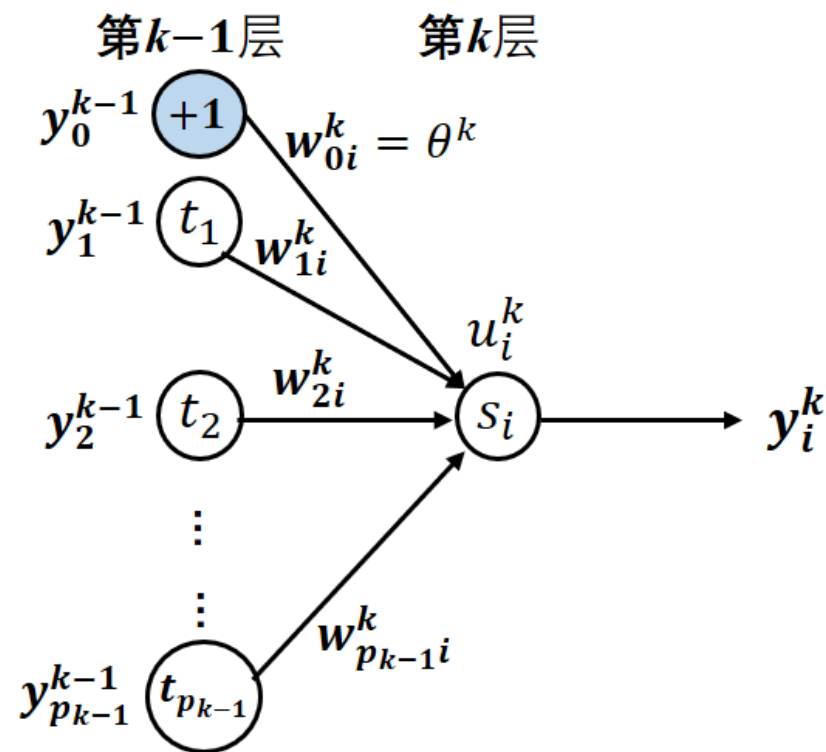 第k−1层 第k层
y_0^{k−1} +1 w_{0i}^k = θ^k
y_1^{k−1} t_1 w_{1i}^k
u_i^k
y_2^{k−1} t_2 w_{2i}^k s_i y_i^k
⋮
⋮
w_{p_{k−1}i}^k
y_{p_{k−1}}^{k−1} t_{p_{k−1}}